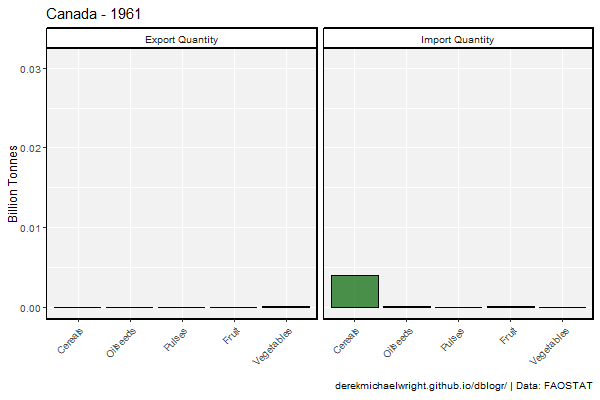 Canada - 1961
Export Quantity
Import Quantity
Billion Tonnes
0.03
0.02
0.01
0.00
Cereals
Oilseeds
Pulses
Fruit
Vegetables
Cereals
Oilseeds
Pulses
Fruit
Vegetables
derekmichaelwright.github.io/dblogr/ | Data: FAOSTAT